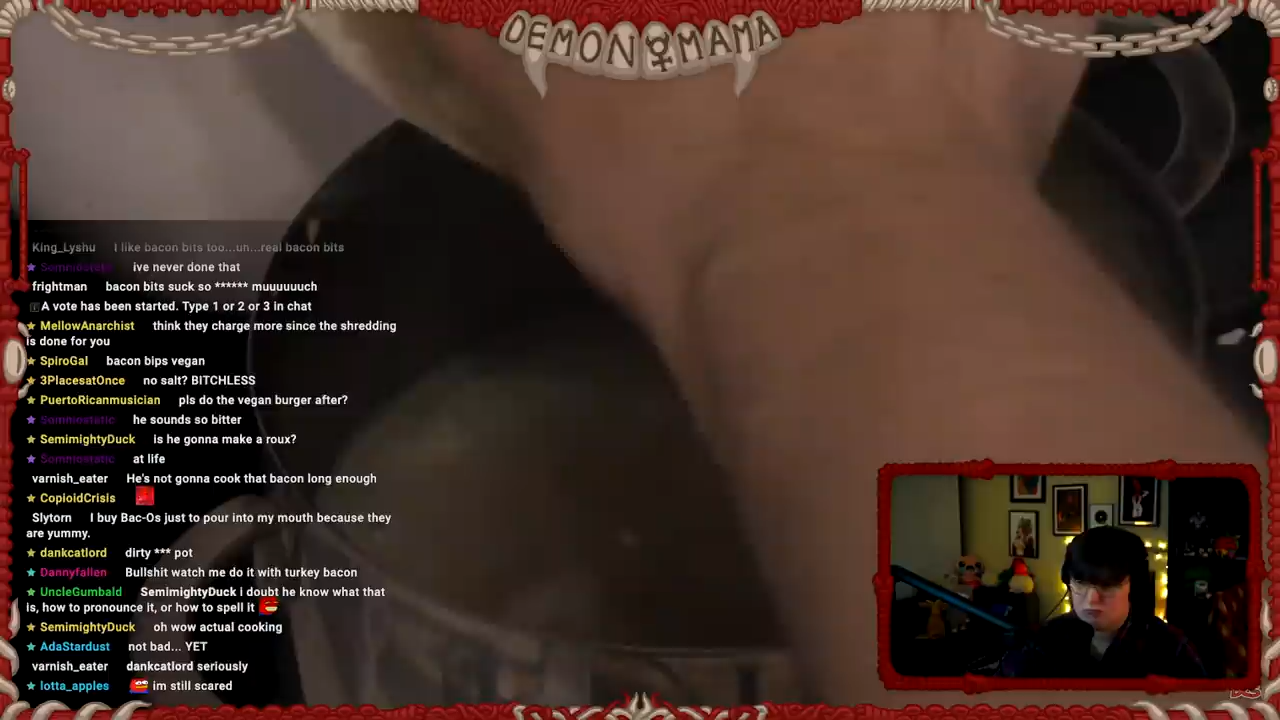 DEMON MAMA
King_Lyshu I like bacon bits too...un...real bacon bits
Somniostatic ive never done that
frightman bacon bits suck so ****** muuuuuuch
A vote has been started. Type 1 or 2 or 3 in chat
MellowAnarchist think they charge more since the shredding
is done for you
SpiroGal bacon bips vegan
3PlacesatOnce no salt? BITCHLESS
PuertoRicanmusician pls do the vegan burger after?
Somniostatic he sounds so bitter
SemimightyDuck is he gonna make a roux?
Somniostatic at life
varnish_eater He's not gonna cook that bacon long enough
CopioidCrisis
Slytorn I buy Bac-Os just to pour into my mouth because they
are yummy.
dankcatlord dirty *** pot
Dannyfallen Bullshit watch me do it with turkey bacon
UncleGumbald SemimightyDuck i doubt he know what that
is, how to pronounce it, or how to spell it
SemimightyDuck oh wow actual cooking
AdaStardust not bad... YET
varnish_eater dankcatlord seriously
lotta_apples im still scared